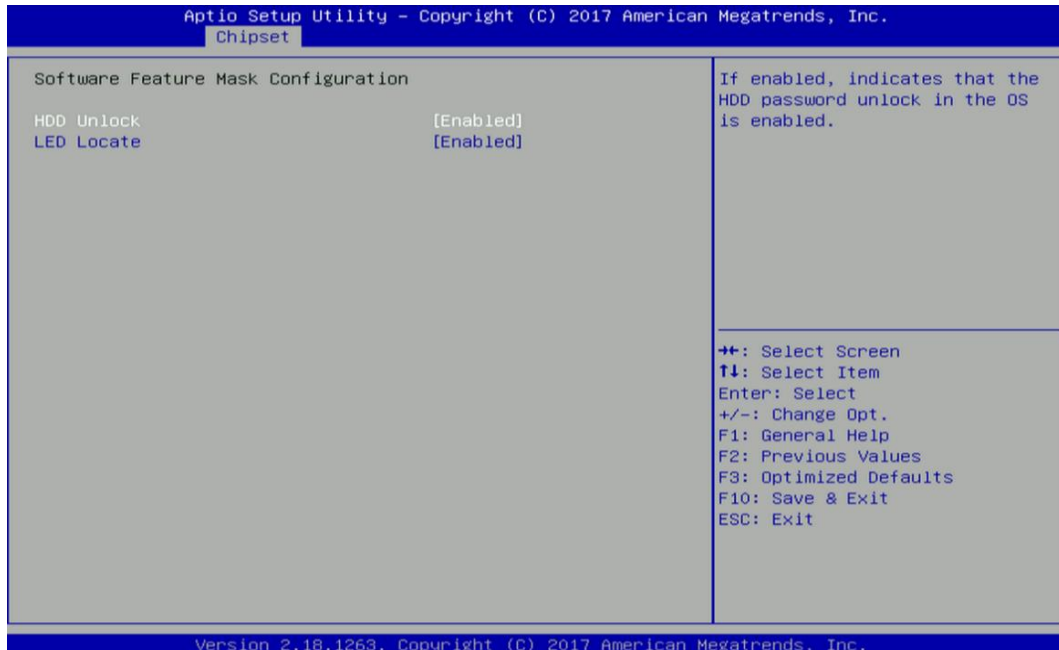 Aptio Setup Utility – Copyright (C) 2017 American Megatrends, Inc.
Chipset
Software Feature Mask Configuration
HDD Unlock [Enabled]
LED Locate [Enabled]
If enabled, indicates that the
HDD password unlock in the OS
is enabled.
→←: Select Screen
↑↓: Select Item
Enter: Select
+/-: Change Opt.
F1: General Help
F2: Previous Values
F3: Optimized Defaults
F10: Save & Exit
ESC: Exit
Version 2.18.1263. Copyright (C) 2017 American Megatrends, Inc.